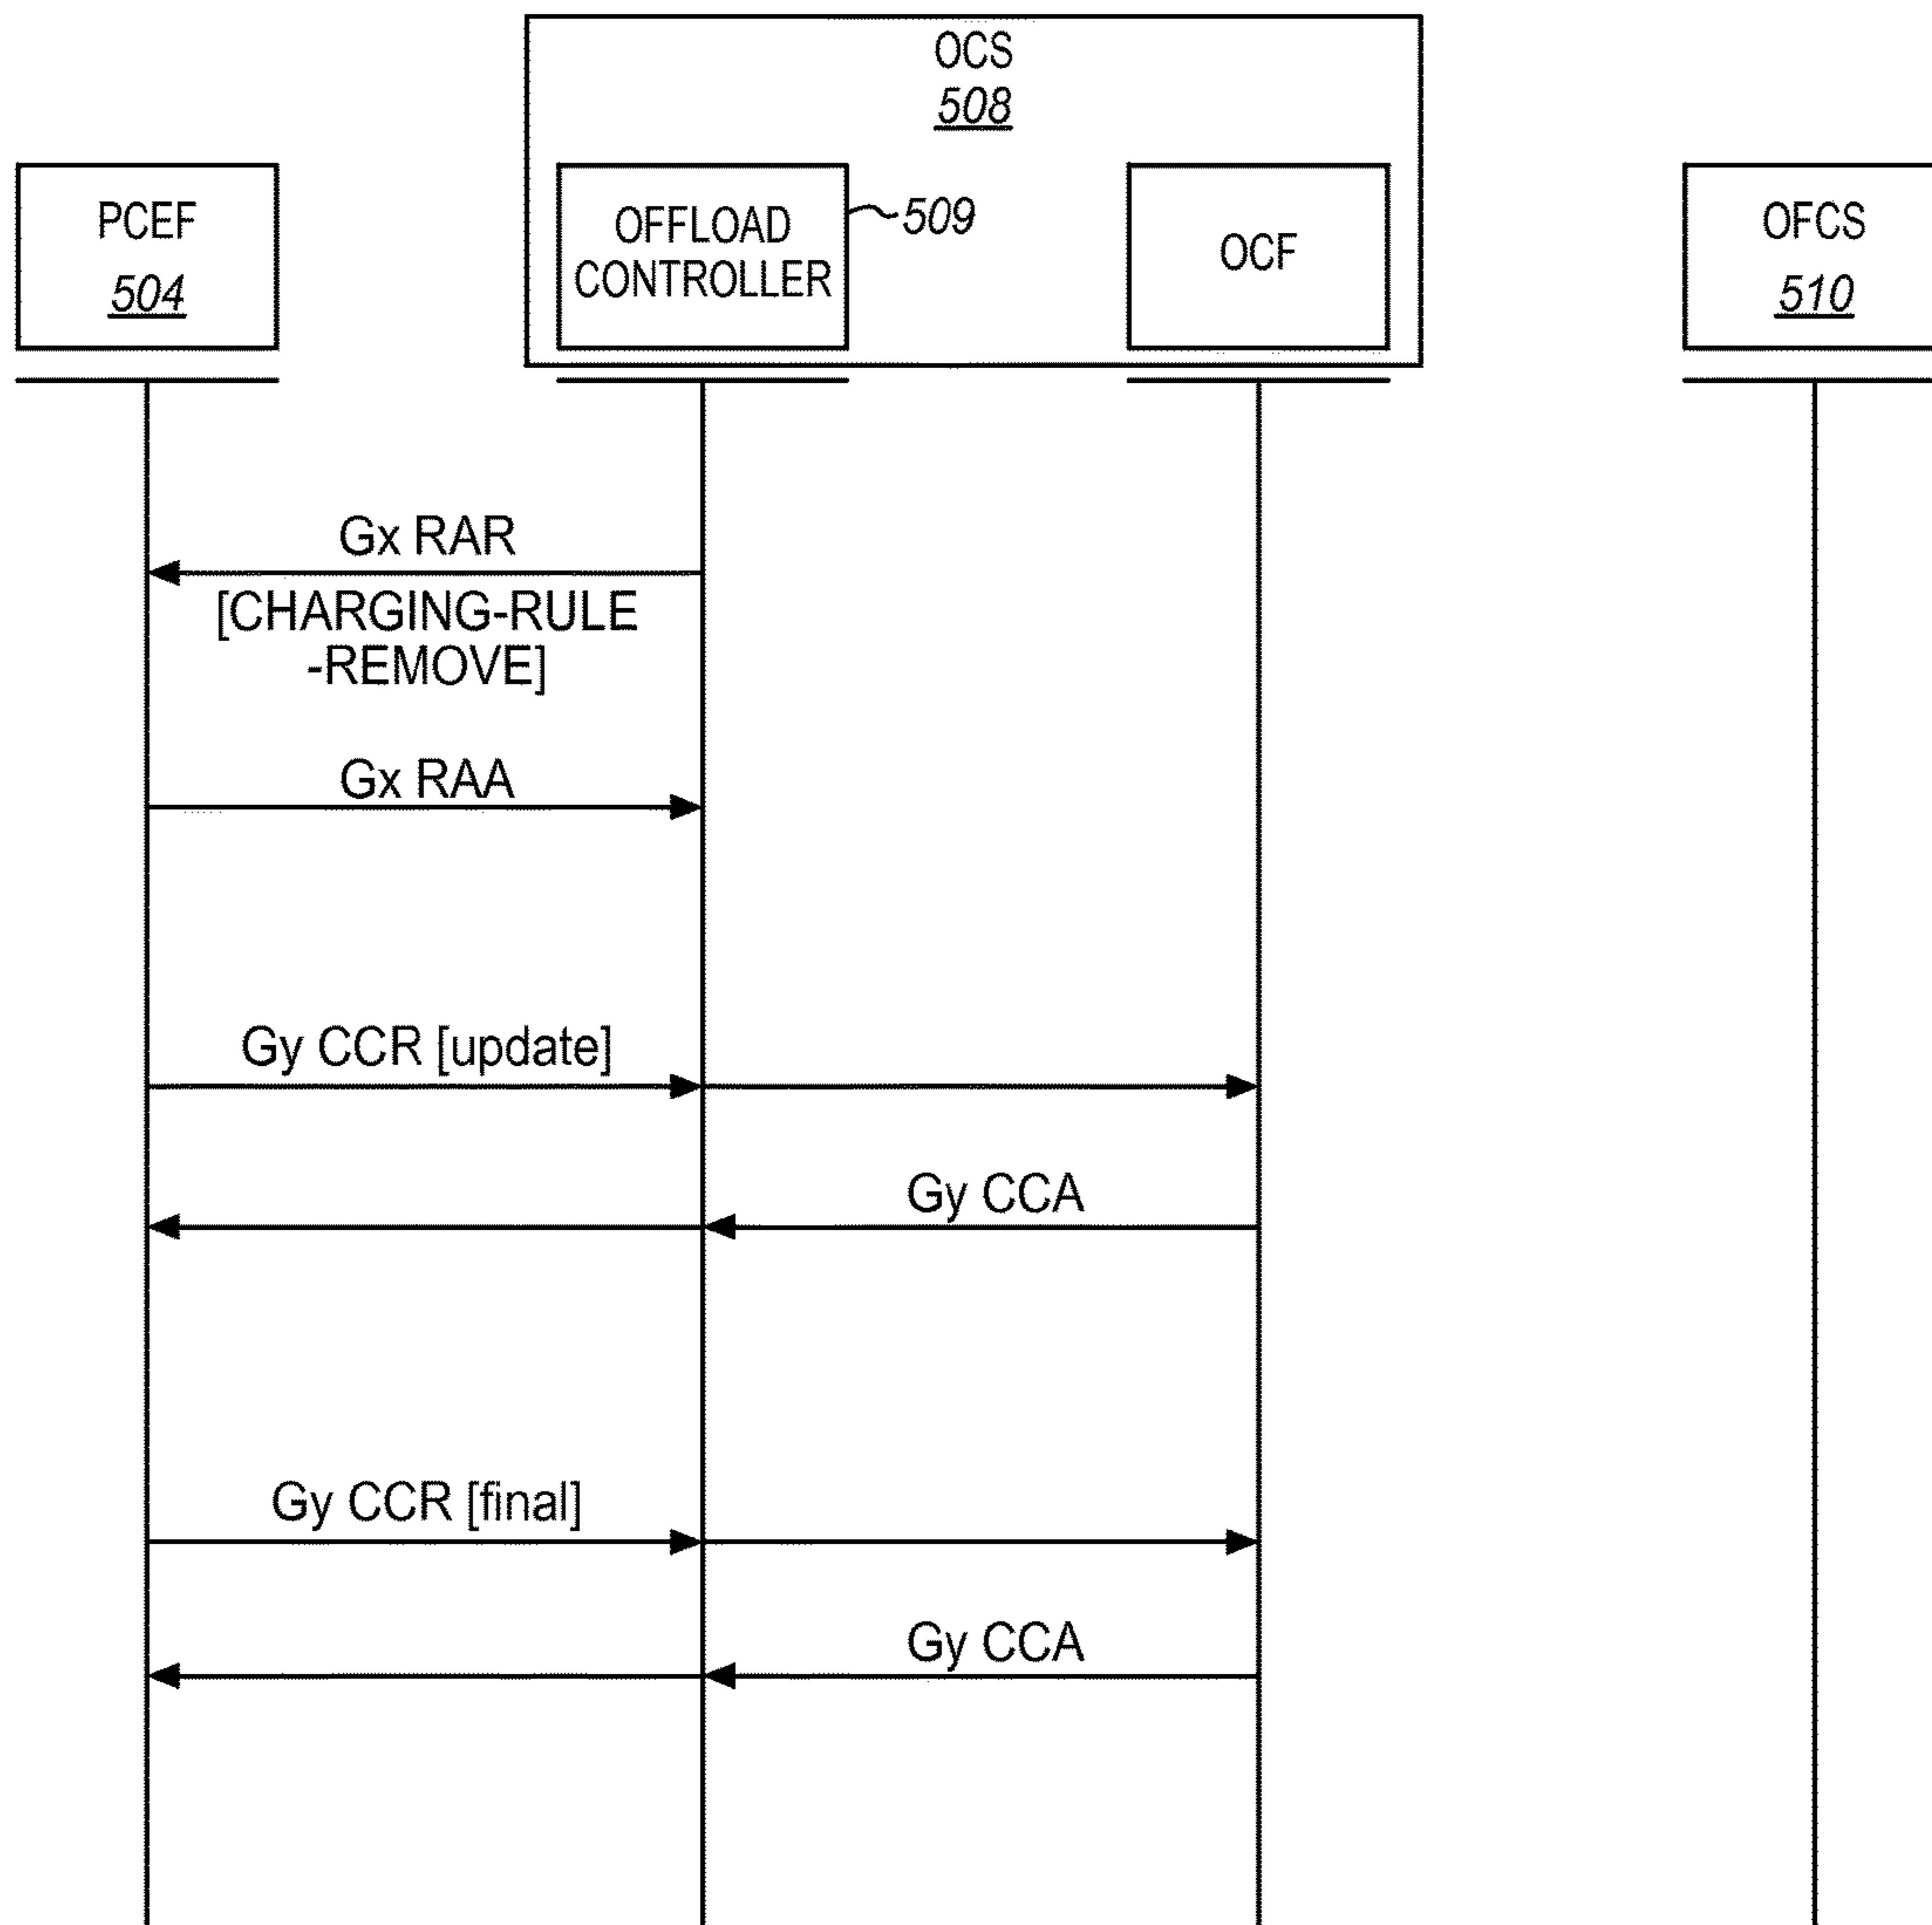 OCS
508
PCEF
504
OFFLOAD
CONTROLLER
509
OCF
OFCS
510
Gx RAR
[CHARGING-RULE
-REMOVE]
Gx RAA
Gy CCR [update]
Gy CCA
Gy CCR [final]
Gy CCA